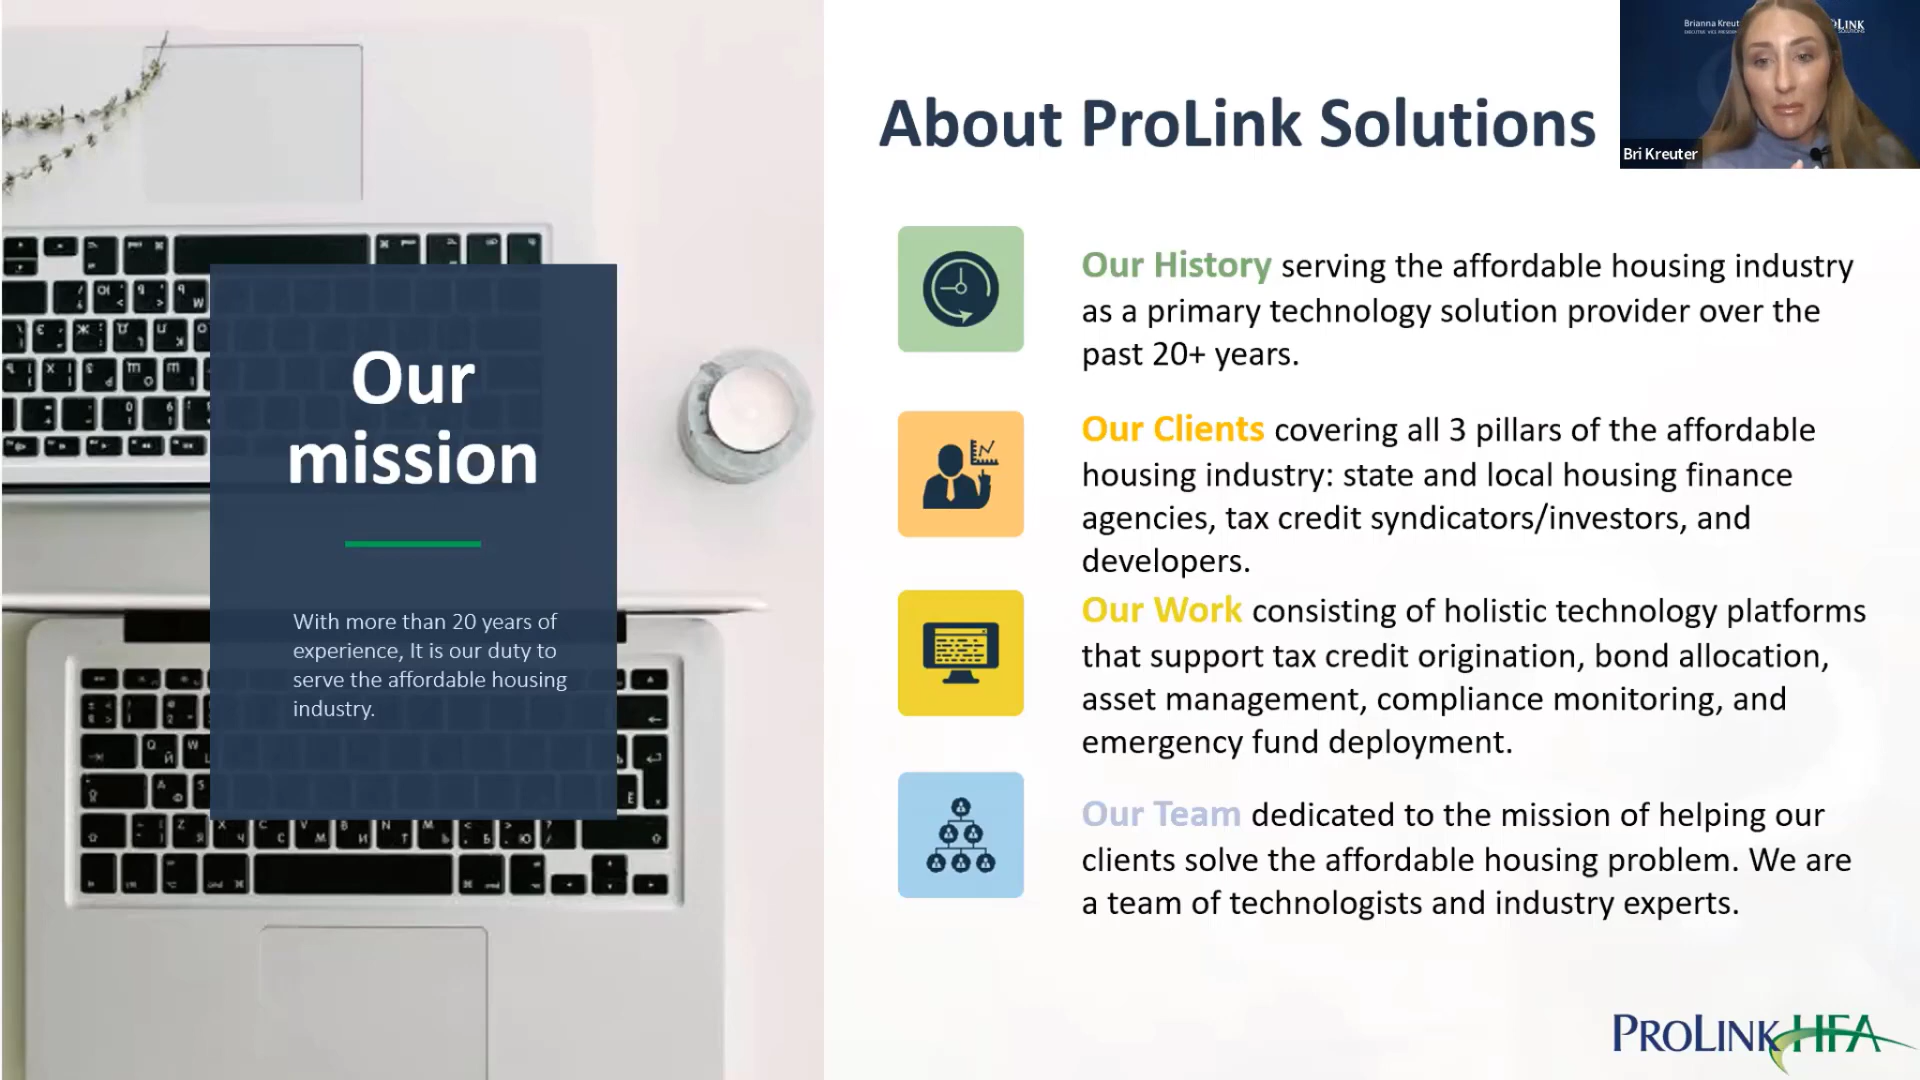 About ProLink Solutions
Brianna Kreut
LINK
SOLUTIONS
Bri Kreuter
Our
mission
With more than 20 years of
experience, It is our duty to
serve the affordable housing
industry.
Our History serving the affordable housing industry
as a primary technology solution provider over the
past 20+ years.
Our Clients covering all 3 pillars of the affordable
housing industry: state and local housing finance
agencies, tax credit syndicators/investors, and
developers.
Our Work consisting of holistic technology platforms
that support tax credit origination, bond allocation,
asset management, compliance monitoring, and
emergency fund deployment.
Our Team dedicated to the mission of helping our
clients solve the affordable housing problem. We are
a team of technologists and industry experts.
PROLINK HFA